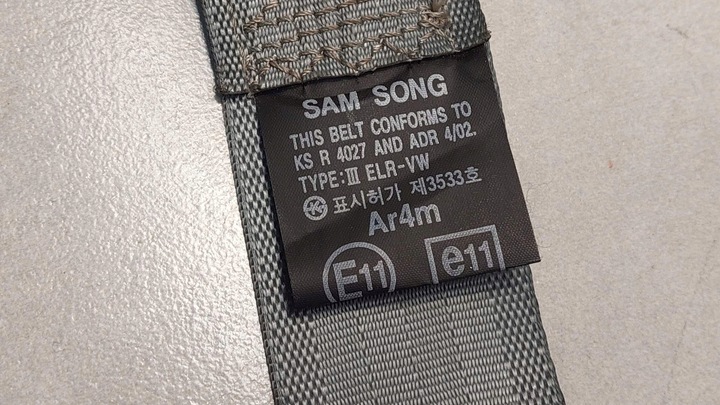 SAM SONG
THIS BELT CONFORMS TO
KS R 4027 AND ADR 4/02.
TYPE:Ⅲ ELR-VW
표시허가 제3533호
Ar4m
E11 e11